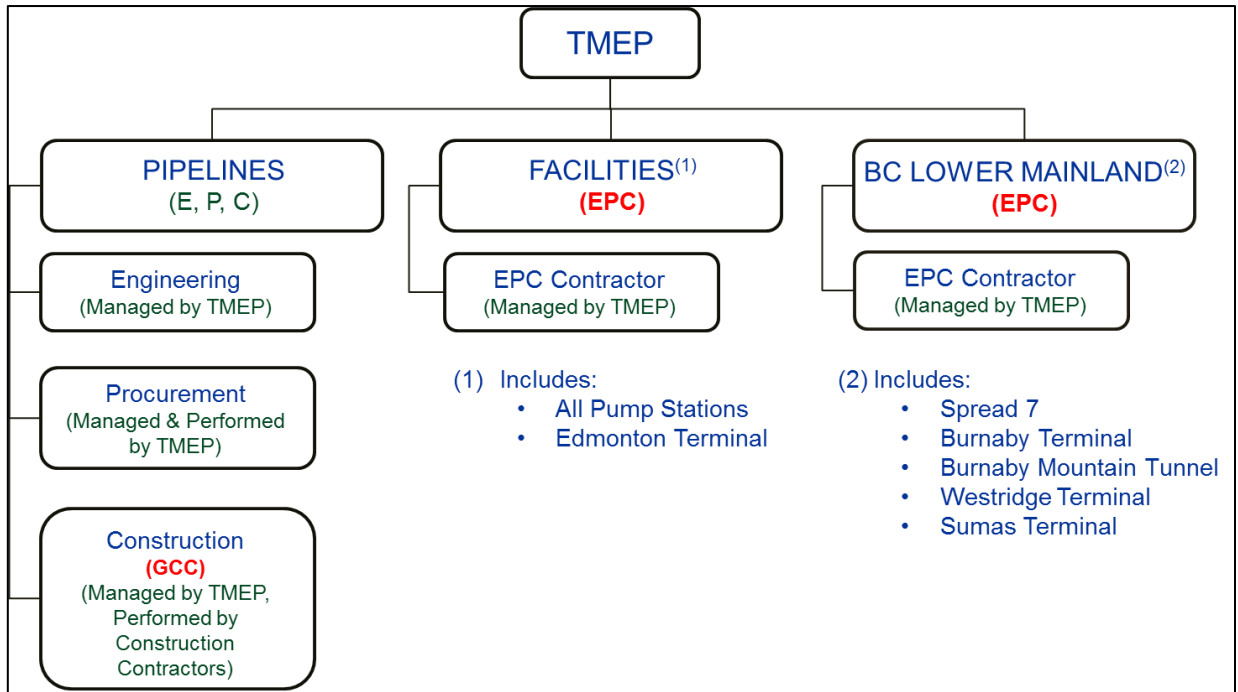 TMEP
PIPELINES
(E, P, C)
Engineering
(Managed by TMEP)
Procurement
(Managed & Performed
by TMEP)
Construction
(GCC)
(Managed by TMEP,
Performed by
Construction
Contractors)
FACILITIES(1)
(EPC)
EPC Contractor
(Managed by TMEP)
(1) Includes:
• All Pump Stations
• Edmonton Terminal
BC LOWER MAINLAND(2)
(EPC)
EPC Contractor
(Managed by TMEP)
(2) Includes:
• Spread 7
• Burnaby Terminal
• Burnaby Mountain Tunnel
• Westridge Terminal
• Sumas Terminal